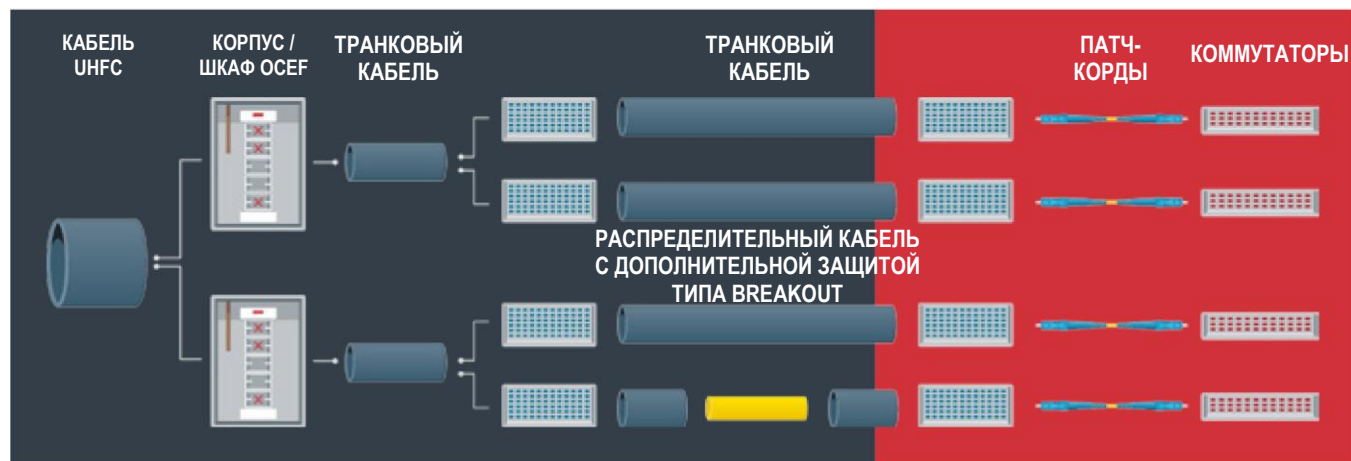 КАБЕЛЬ
UHFC
КОРПУС /
ШКАФ OCEF
ТРАНКОВЫЙ
КАБЕЛЬ
ТРАНКОВЫЙ
КАБЕЛЬ
ПАТЧ-
КОРДЫ
КОММУТАТОРЫ
РАСПРЕДЕЛИТЕЛЬНЫЙ КАБЕЛЬ
С ДОПОЛНИТЕЛЬНОЙ ЗАЩИТОЙ
ТИПА BREAKOUT